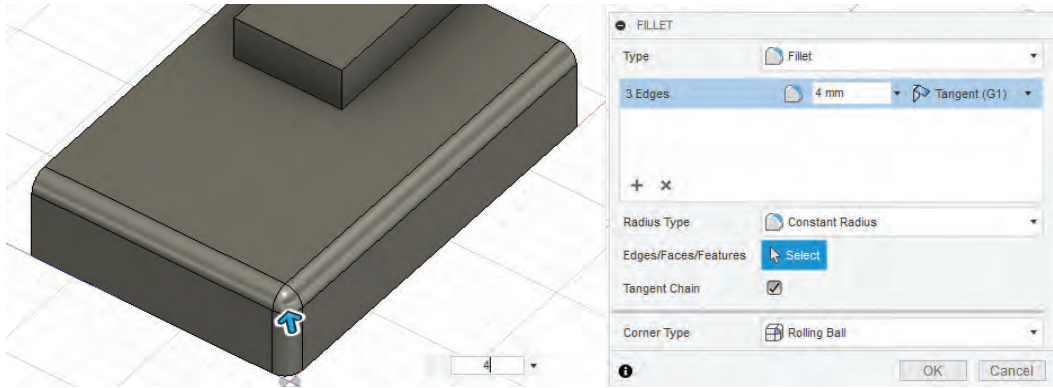 FILLET
Type Fillet
3 Edges 4 mm Tangent (G1)
Radius Type Constant Radius
Edges/Faces/Features Select
Tangent Chain
Corner Type Rolling Ball
4
OK Cancel